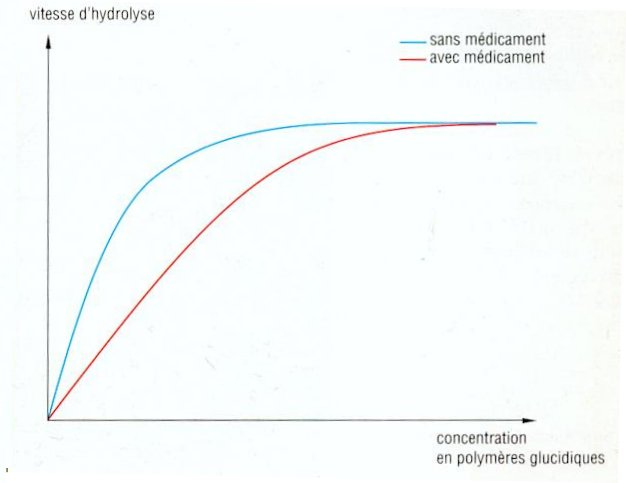 vitesse d'hydrolyse
sans médicament
avec médicament
concentration
en polymères glucidiques